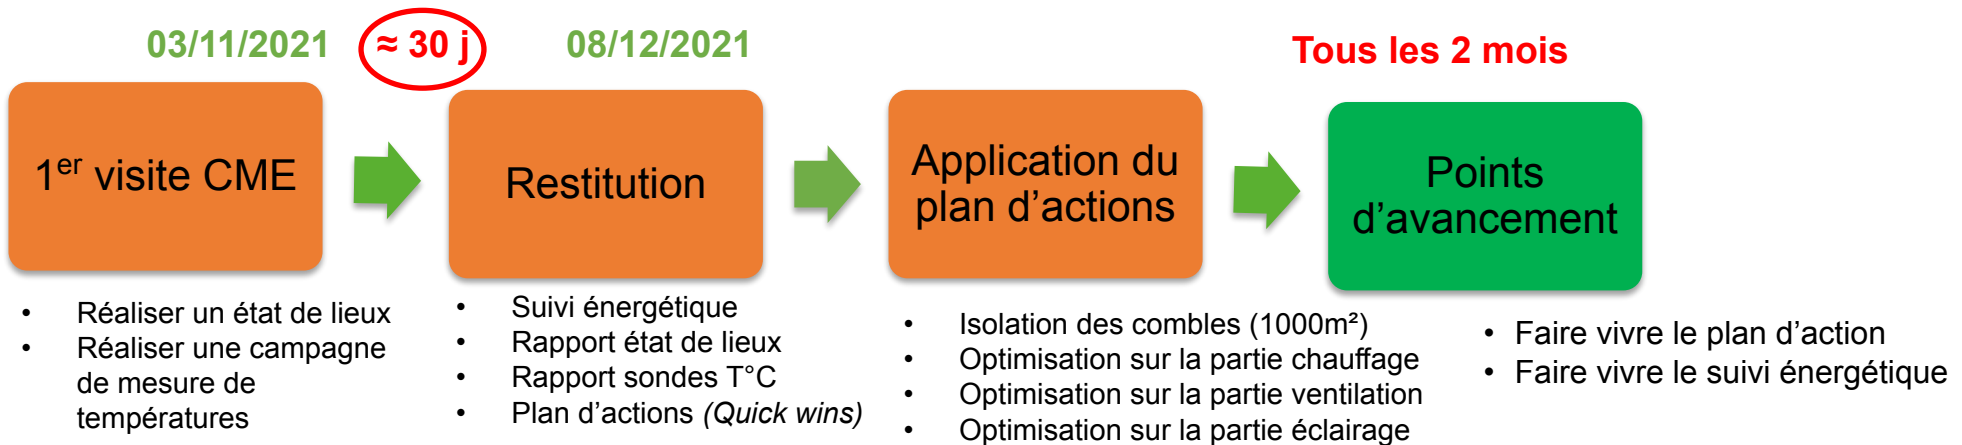 03/11/2021
≈ 30 j
08/12/2021
Tous les 2 mois
1er visite CME
Restitution
Application du
plan d’actions
Points
d’avancement
• Réaliser un état de lieux
• Réaliser une campagne
de mesure de
températures
• Suivi énergétique
• Rapport état de lieux
• Rapport sondes T°C
• Plan d’actions (Quick wins)
• Isolation des combles (1000m²)
• Optimisation sur la partie chauffage
• Optimisation sur la partie ventilation
• Optimisation sur la partie éclairage
• Faire vivre le plan d’action
• Faire vivre le suivi énergétique